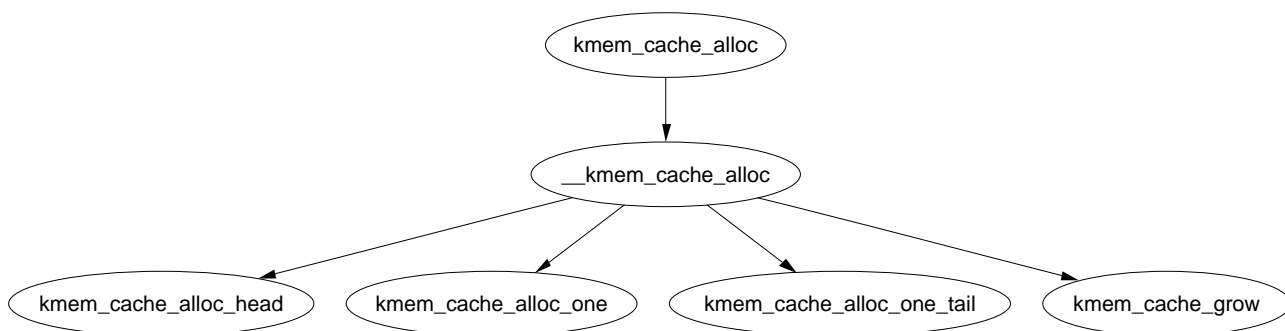 kmem_cache_alloc
__kmem_cache_alloc
kmem_cache_alloc_head
kmem_cache_alloc_one
kmem_cache_alloc_one_tail
kmem_cache_grow